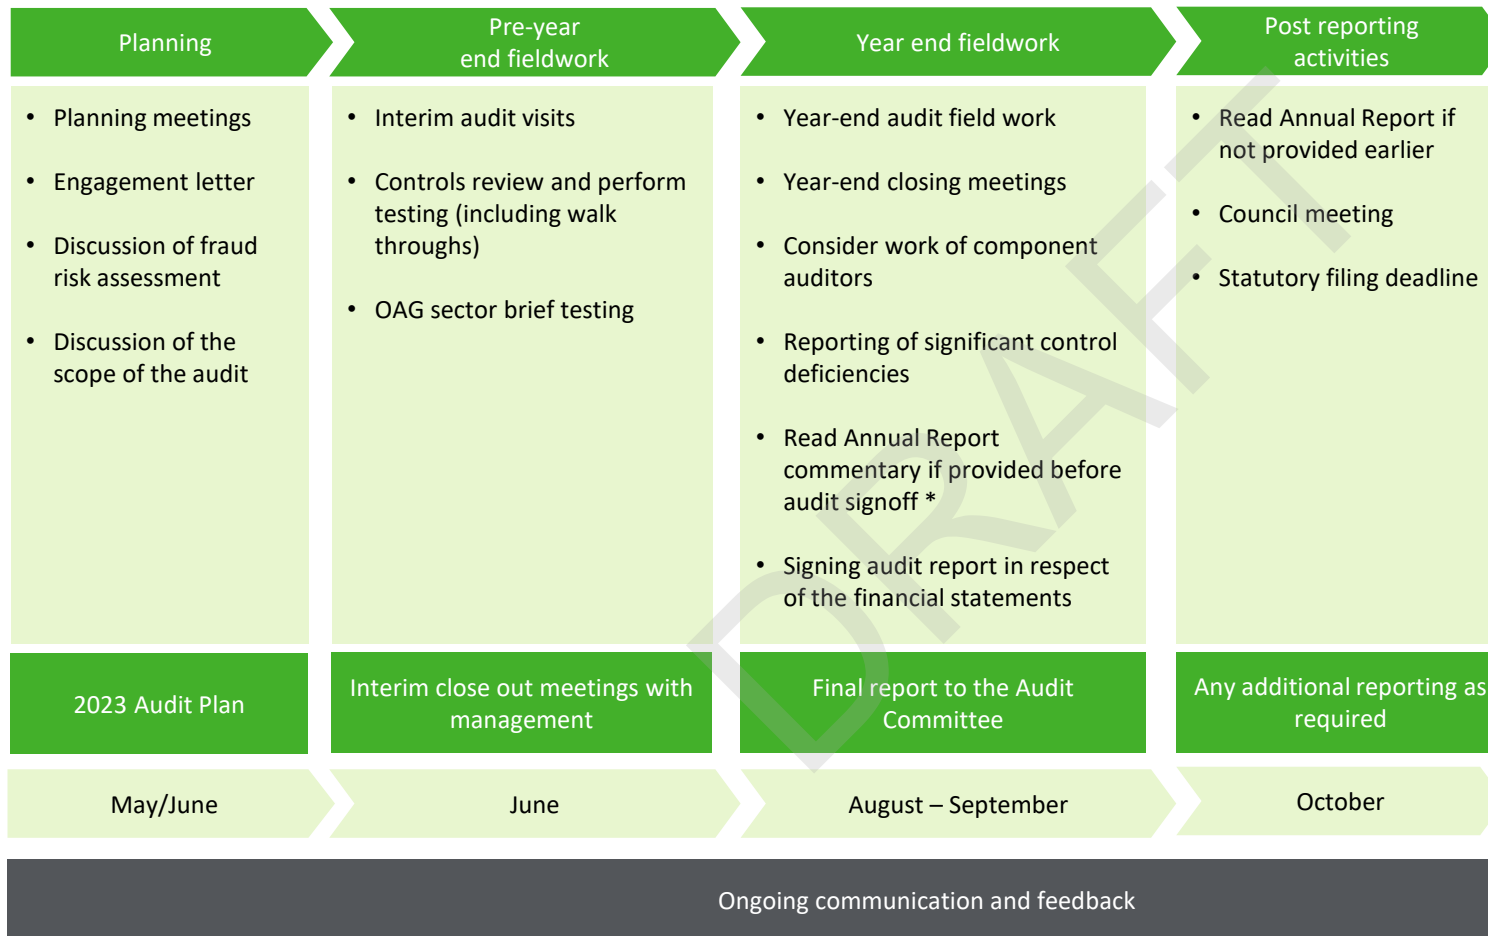 Planning
Pre-year
end fieldwork
Year end fieldwork
Post reporting
activities
• Planning meetings
• Engagement letter
• Discussion of fraud
risk assessment
• Discussion of the
scope of the audit
• Interim audit visits
• Controls review and perform
testing (including walk
throughs)
• OAG sector brief testing
• Year-end audit field work
• Year-end closing meetings
• Consider work of component
auditors
• Reporting of significant control
deficiencies
• Read Annual Report
commentary if provided before
audit signoff *
• Signing audit report in respect
of the financial statements
• Read Annual Report if
not provided earlier
• Council meeting
• Statutory filing deadline
2023 Audit Plan
Interim close out meetings with
management
Final report to the Audit
Committee
Any additional reporting as
required
May/June
June
August – September
October
Ongoing communication and feedback
DRAFT